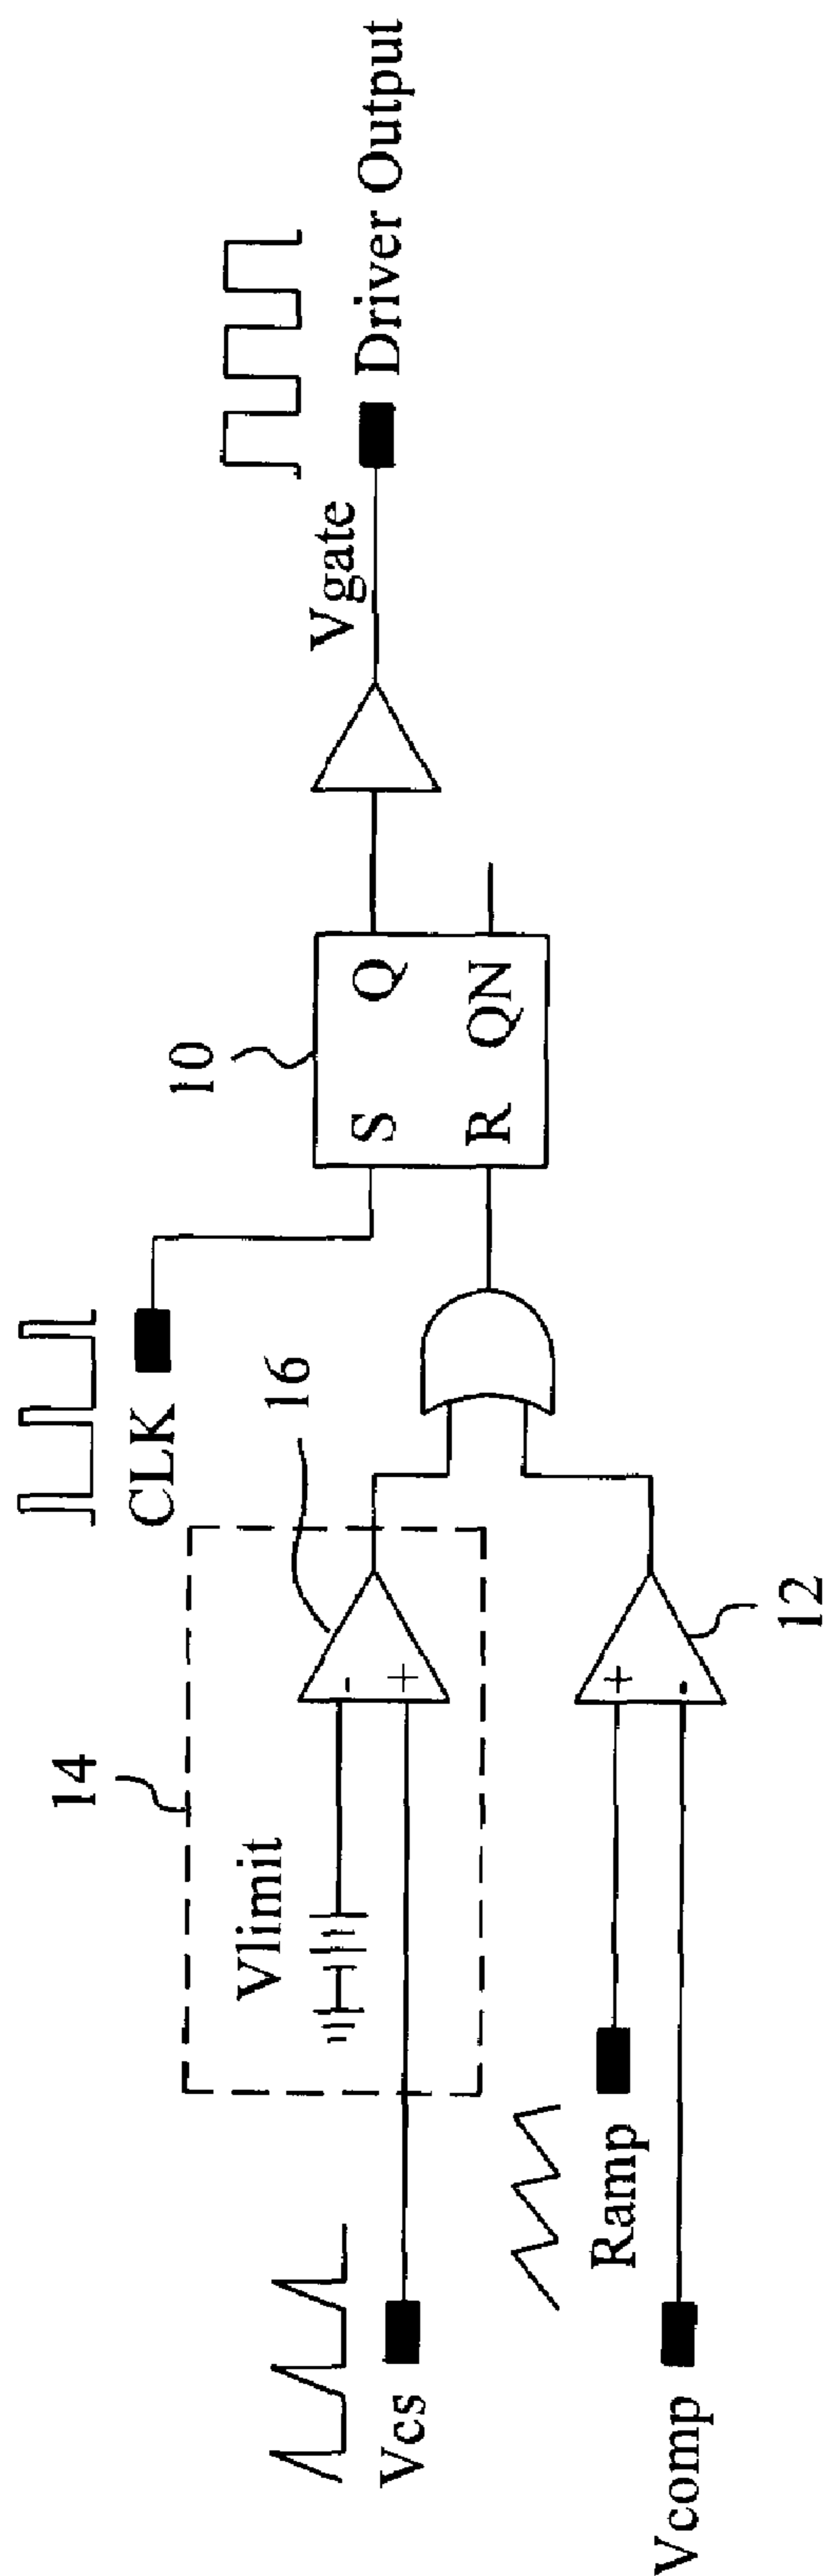 CLK
14
16
Vlimit
-
+
Vcs
Ramp
Vcomp
+
-
12
10
S
Q
R
QN
Vgate
Driver Output